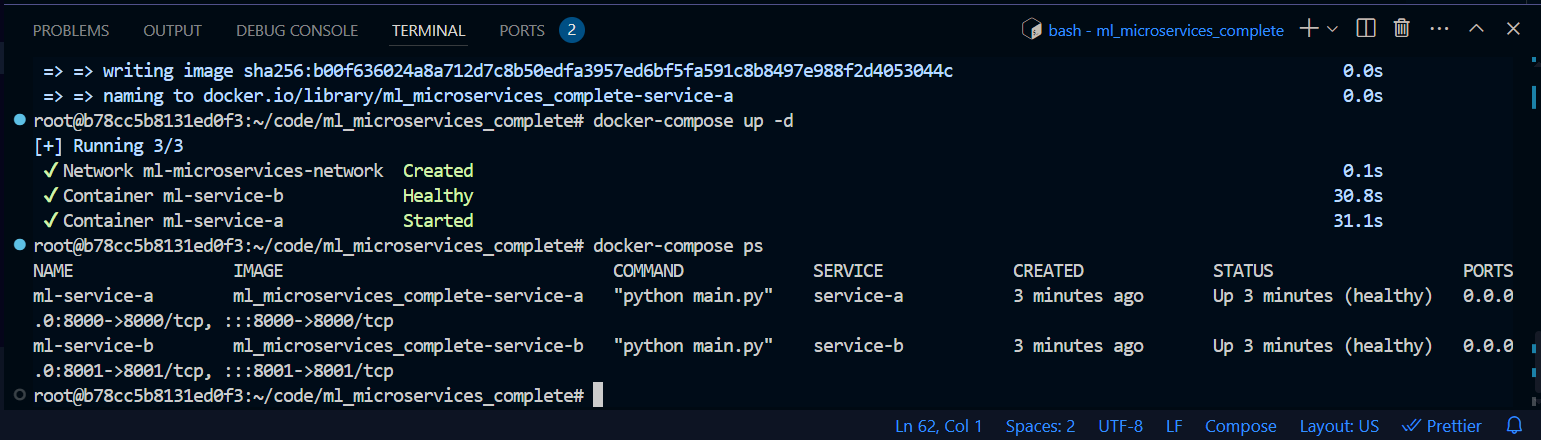 PROBLEMS OUTPUT DEBUG CONSOLE TERMINAL PORTS 2 bash - ml_microservices_complete
=> => writing image sha256:b00f636024a8a712d7c8b50edfa3957ed6bf5fa591c8b8497e988f2d4053044c 0.0s
=> => naming to docker.io/library/ml_microservices_complete-service-a 0.0s
root@b78cc5b8131ed0f3:~/code/ml_microservices_complete# docker-compose up -d
[+] Running 3/3
✓ Network ml-microservices-network Created 0.1s
✓ Container ml-service-b Healthy 30.8s
✓ Container ml-service-a Started 31.1s
root@b78cc5b8131ed0f3:~/code/ml_microservices_complete# docker-compose ps
NAME IMAGE COMMAND SERVICE CREATED STATUS PORTS
ml-service-a ml_microservices_complete-service-a "python main.py" service-a 3 minutes ago Up 3 minutes (healthy) 0.0.0
.0:8000->8000/tcp, :::8000->8000/tcp
ml-service-b ml_microservices_complete-service-b "python main.py" service-b 3 minutes ago Up 3 minutes (healthy) 0.0.0
.0:8001->8001/tcp, :::8001->8001/tcp
root@b78cc5b8131ed0f3:~/code/ml_microservices_complete#
Ln 62, Col 1 Spaces: 2 UTF-8 LF Compose Layout: US Prettier